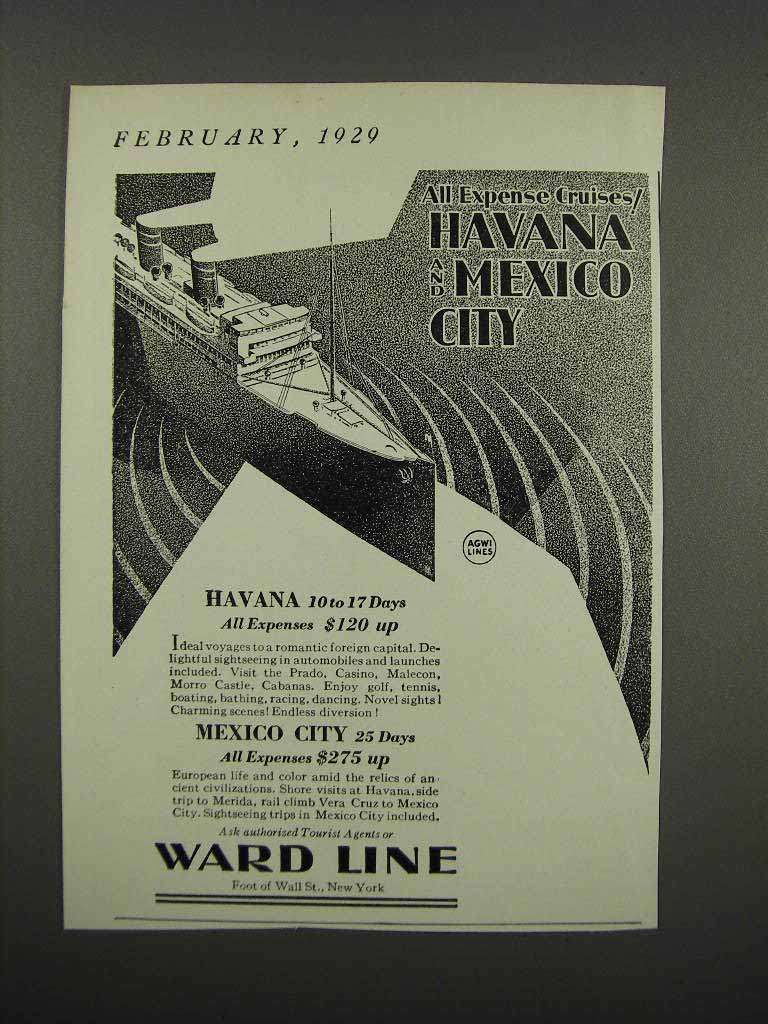 FEBRUARY, 1929
All Expense Cruises!
HAVANA
AND MEXICO
CITY
AGWI
LINES
HAVANA 10 to 17 Days
All Expenses $120 up
Ideal voyages to a romantic foreign capital. De-
lightful sightseeing in automobiles and launches
included. Visit the Prado, Casino, Malecon,
Morro Castle, Cabanas. Enjoy golf, tennis,
boating, bathing, racing, dancing. Novel sights!
Charming scenes! Endless diversion!
MEXICO CITY 25 Days
All Expenses $275 up
European life and color amid the relics of an-
cient civilizations. Shore visits at Havana, side
trip to Merida, rail climb Vera Cruz to Mexico
City. Sightseeing trips in Mexico City included.
Ask authorized Tourist Agents or
WARD LINE
Foot of Wall St., New York